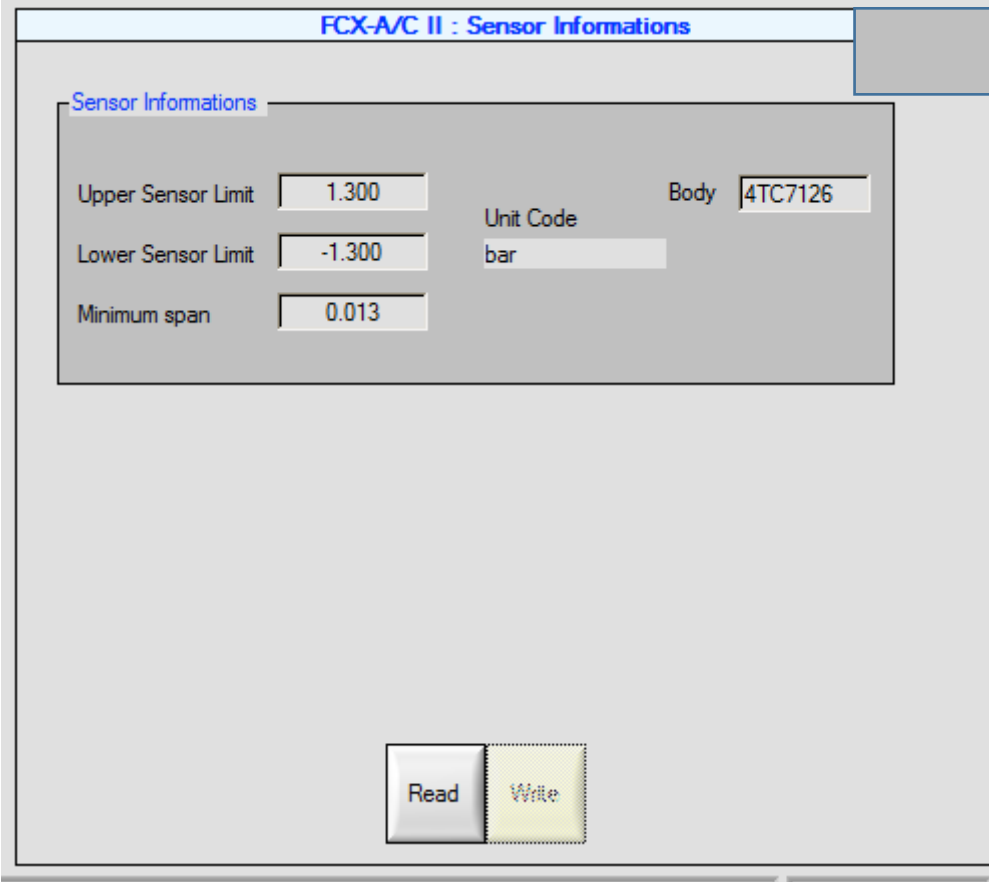 FCX-A/C II : Sensor Informations
Sensor Informations
Upper Sensor Limit 1.300
Body 4TC7126
Unit Code
Lower Sensor Limit -1.300
bar
Minimum span 0.013
Read Write